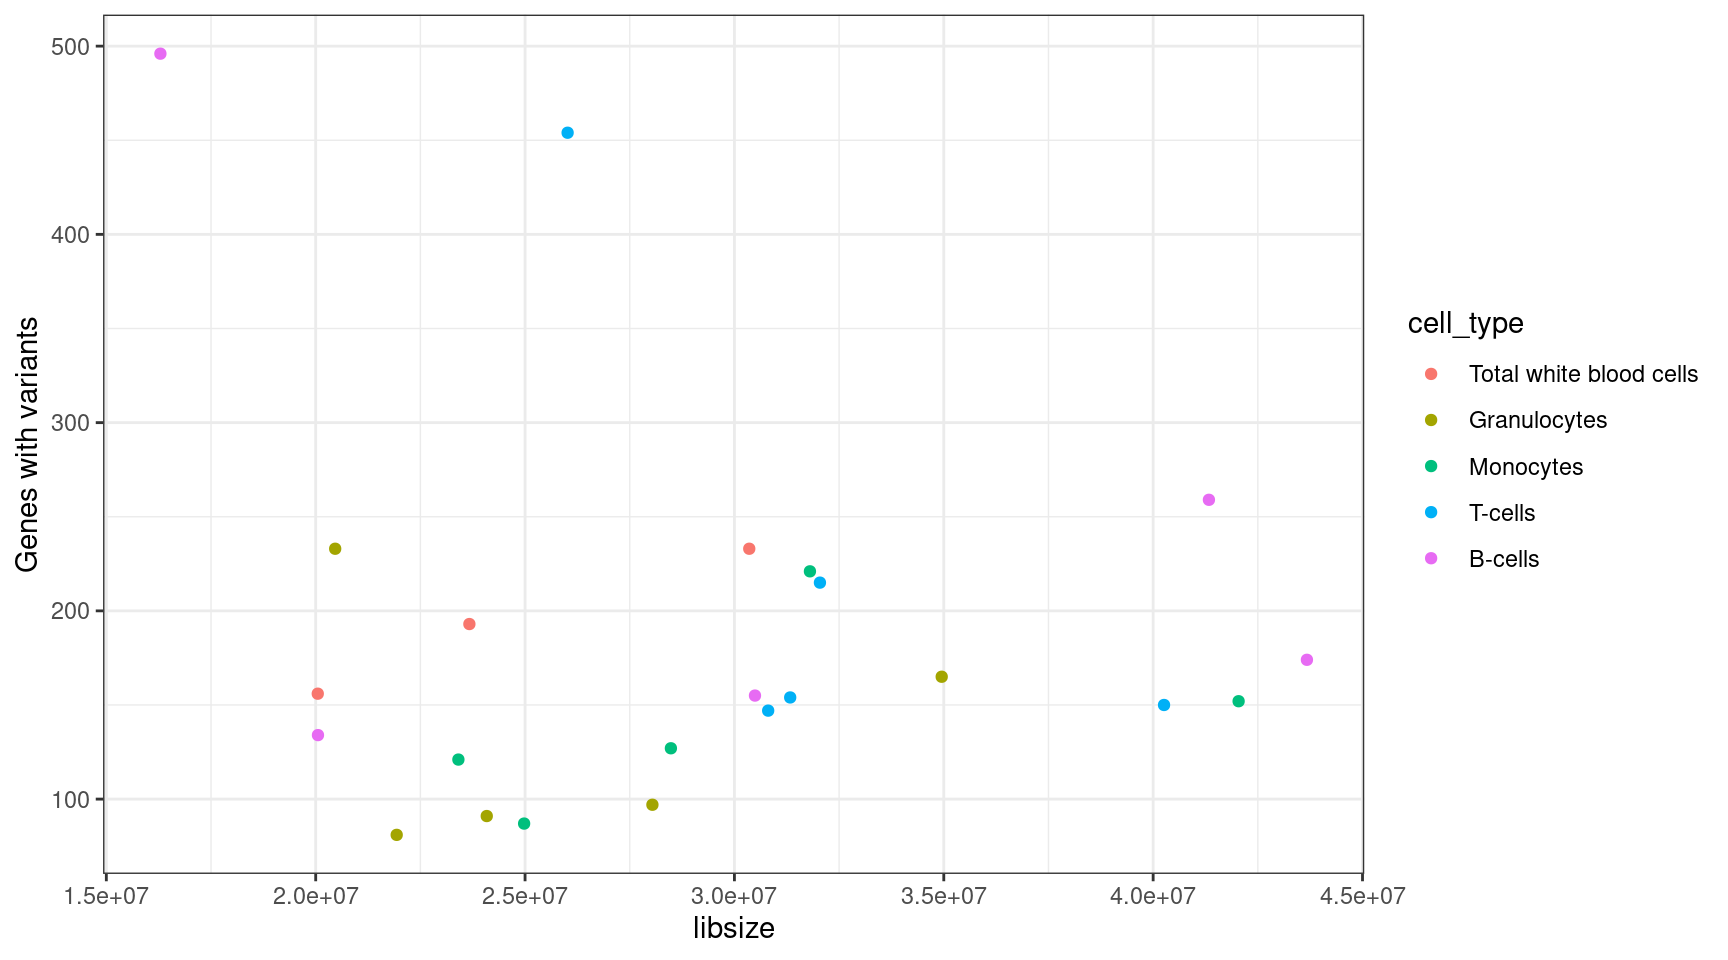 500
400
300
200
100
Genes with variants
1.5e+07 2.0e+07 2.5e+07 3.0e+07 3.5e+07 4.0e+07 4.5e+07
libsize
cell_type
Total white blood cells
Granulocytes
Monocytes
T-cells
B-cells